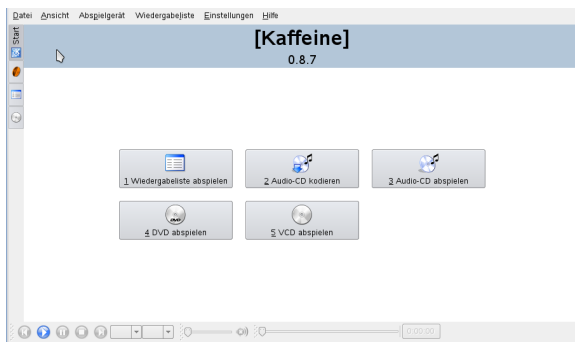 Datei Ansicht Abspielgerät Wiedergabeliste Einstellungen Hilfe
Start
[Kaffeine]
0.8.7
1 Wiedergabeliste abspielen
2 Audio-CD kodieren
3 Audio-CD abspielen
4 DVD abspielen
5 VCD abspielen
0:00:00